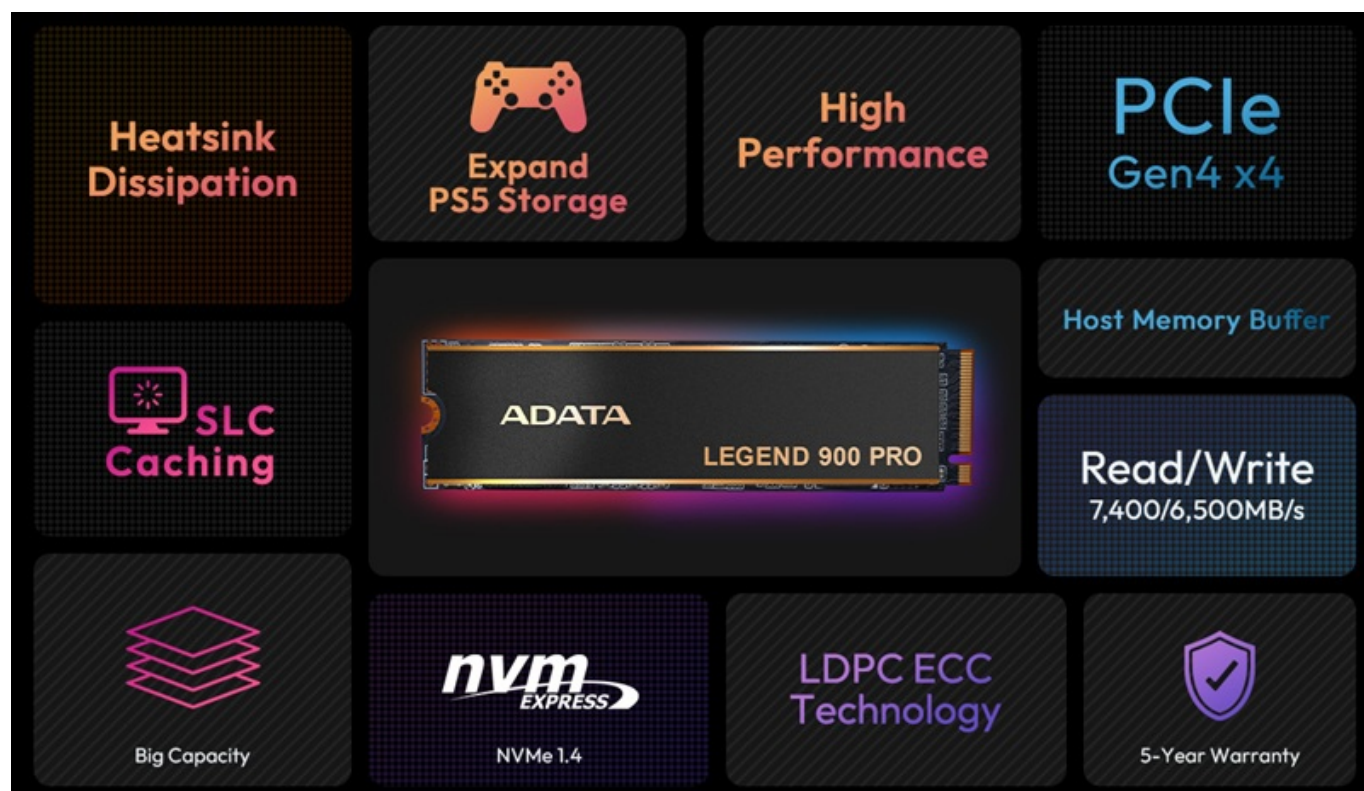 Heatsink
Dissipation
Expand
PS5 Storage
High
Performance
PCIe
Gen4 x4
Host Memory Buffer
SLC
Caching
ADATA
LEGEND 900 PRO
Read/Write
7,400/6,500MB/s
Big Capacity
nvm
EXPRESS
NVMe 1.4
LDPC ECC
Technology
5-Year Warranty